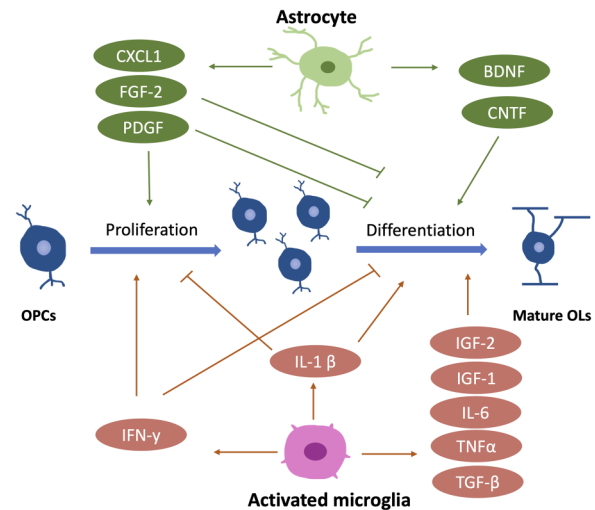 Astrocyte
CXCL1
FGF-2
PDGF
BDNF
CNTF
Proliferation
Differentiation
OPCs
Mature OLs
IL-1 β
IFN-γ
IGF-2
IGF-1
IL-6
TNFα
TGF-β
Activated microglia